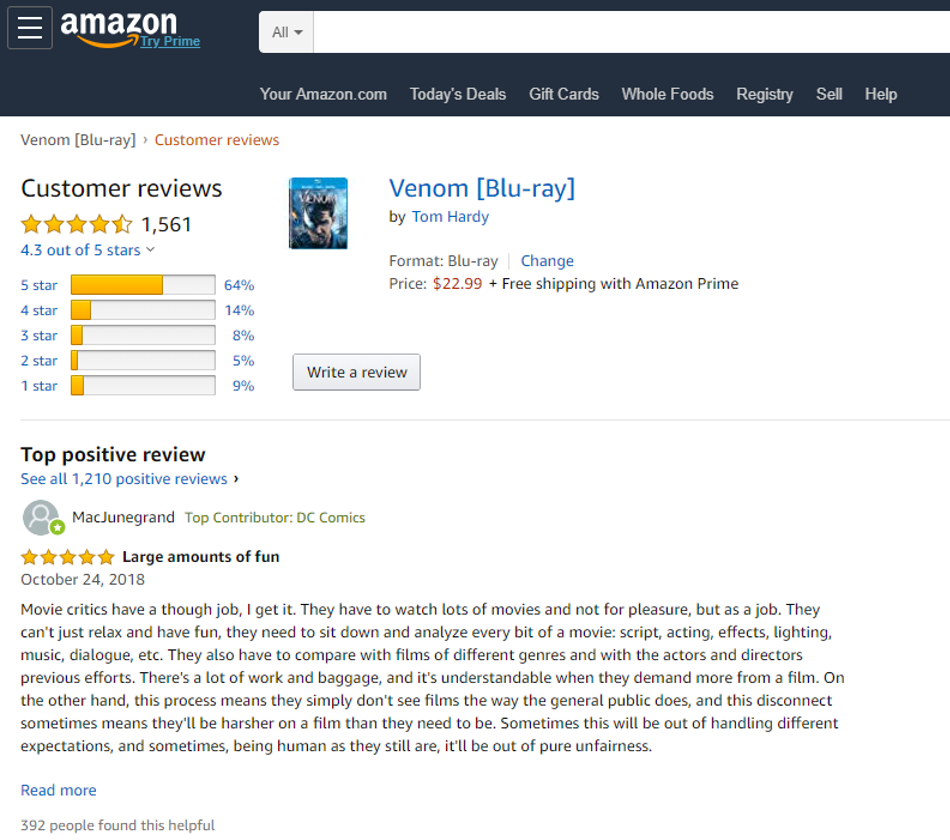 amazon
Try Prime
All
Your Amazon.com Today's Deals Gift Cards Whole Foods Registry Sell Help
Venom [Blu-ray] › Customer reviews
Customer reviews
1,561
4.3 out of 5 stars
5 star 64%
4 star 14%
3 star 8%
2 star 5%
1 star 9%
VENOM
Venom [Blu-ray]
by Tom Hardy
Format: Blu-ray | Change
Price: $22.99 + Free shipping with Amazon Prime
Write a review
Top positive review
See all 1,210 positive reviews ›
MacJunegrand Top Contributor: DC Comics
Large amounts of fun
October 24, 2018
Movie critics have a though job, I get it. They have to watch lots of movies and not for pleasure, but as a job. They
can't just relax and have fun, they need to sit down and analyze every bit of a movie: script, acting, effects, lighting,
music, dialogue, etc. They also have to compare with films of different genres and with the actors and directors
previous efforts. There's a lot of work and baggage, and it's understandable when they demand more from a film. On
the other hand, this process means they simply don't see films the way the general public does, and this disconnect
sometimes means they'll be harsher on a film than they need to be. Sometimes this will be out of handling different
expectations, and sometimes, being human as they still are, it'll be out of pure unfairness.
Read more
392 people found this helpful